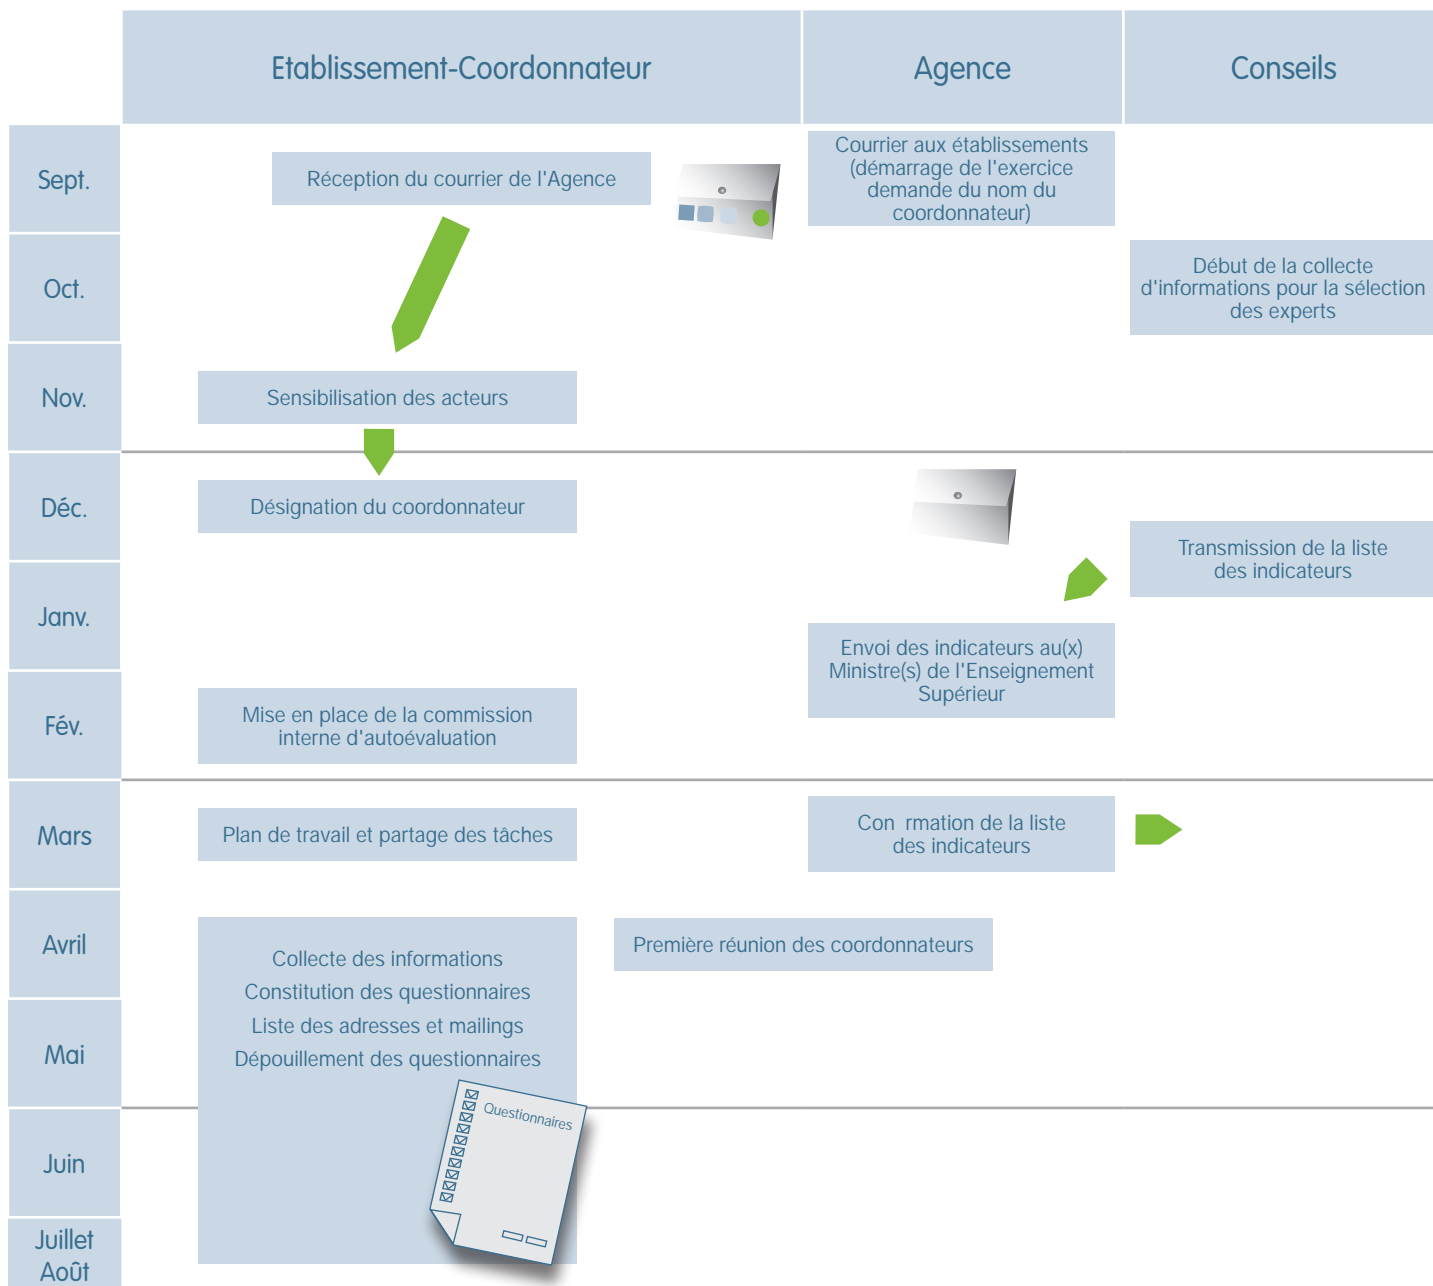 Etablissement-Coordonnateur
Agence
Conseils
Sept.
Réception du courrier de l'Agence
Courrier aux établissements
(démarrage de l'exercice
demande du nom du
coordonnateur)
Oct.
Début de la collecte
d'informations pour la sélection
des experts
Nov.
Sensibilisation des acteurs
Déc.
Désignation du coordonnateur
Transmission de la liste
des indicateurs
Janv.
Envoi des indicateurs au(x)
Ministre(s) de l'Enseignement
Supérieur
Fév.
Mise en place de la commission
interne d'autoévaluation
Mars
Plan de travail et partage des tâches
Con rmation de la liste
des indicateurs
Avril
Première réunion des coordonnateurs
Collecte des informations
Constitution des questionnaires
Liste des adresses et mailings
Dépouillement des questionnaires
Mai
Questionnaires
Juin
Juillet
Août